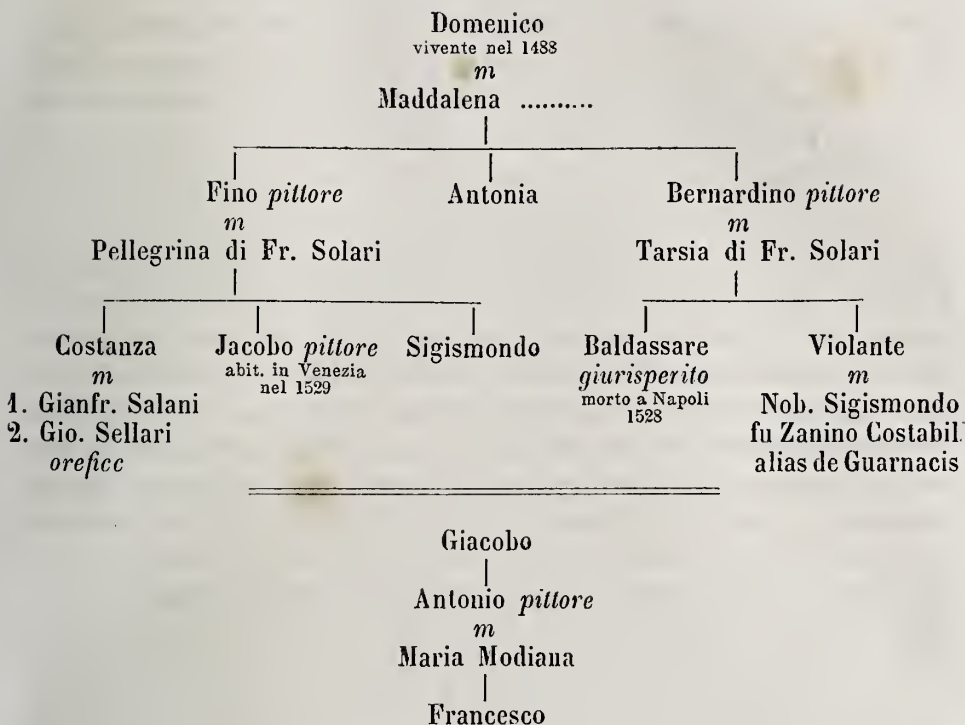 Domenico
vivente nel 1488
m
Maddalena ..........
Fino pittore
m
Pellegrina di Fr. Solari
Antonia
Bernardino pittore
m
Tarsia di Fr. Solari
Costanza
m
1. Gianfr. Salani
2. Gio. Sellari
orefice
Jacobo pittore
abit. in Venezia
nel 1529
Sigismondo
Baldassare
giurisperito
morto a Napoli
1528
Violante
m
Nob. Sigismondo
fu Zanino Costabil.
alias de Guarnacis
Giacobo
Antonio pittore
m
Maria Modiana
Francesco